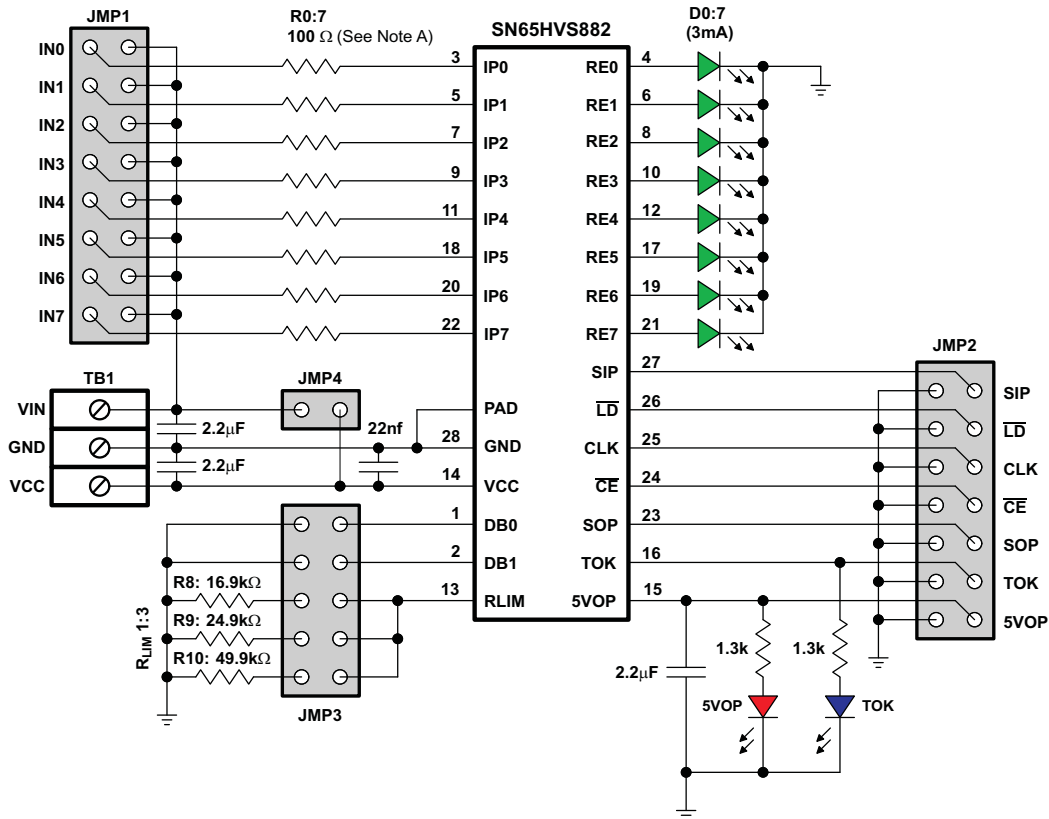 JMP1
R0:7
100 Ω (See Note A)
SN65HVS882
D0:7
(3mA)
IN0
3
IP0
RE0
4
IN1
5
IP1
RE1
6
IN2
7
IP2
RE2
8
IN3
9
IP3
RE3
10
IN4
11
IP4
RE4
12
IN5
18
IP5
RE5
17
IN6
20
IP6
RE6
19
IN7
22
IP7
RE7
21
SIP
27
JMP2
TB1
JMP4
SIP
VIN
PAD
LD
26
2.2μF
22nf
LD
GND
28
GND
CLK
25
2.2μF
CLK
VCC
14
VCC
CE
24
CE
1
DB0
SOP
23
SOP
2
DB1
TOK
16
TOK
R8: 16.9kΩ
13
RLIM
5VOP
15
5VOP
R9: 24.9kΩ
RLIM 1:3
R10: 49.9kΩ
1.3k
1.3k
2.2μF
JMP3
5VOP
TOK